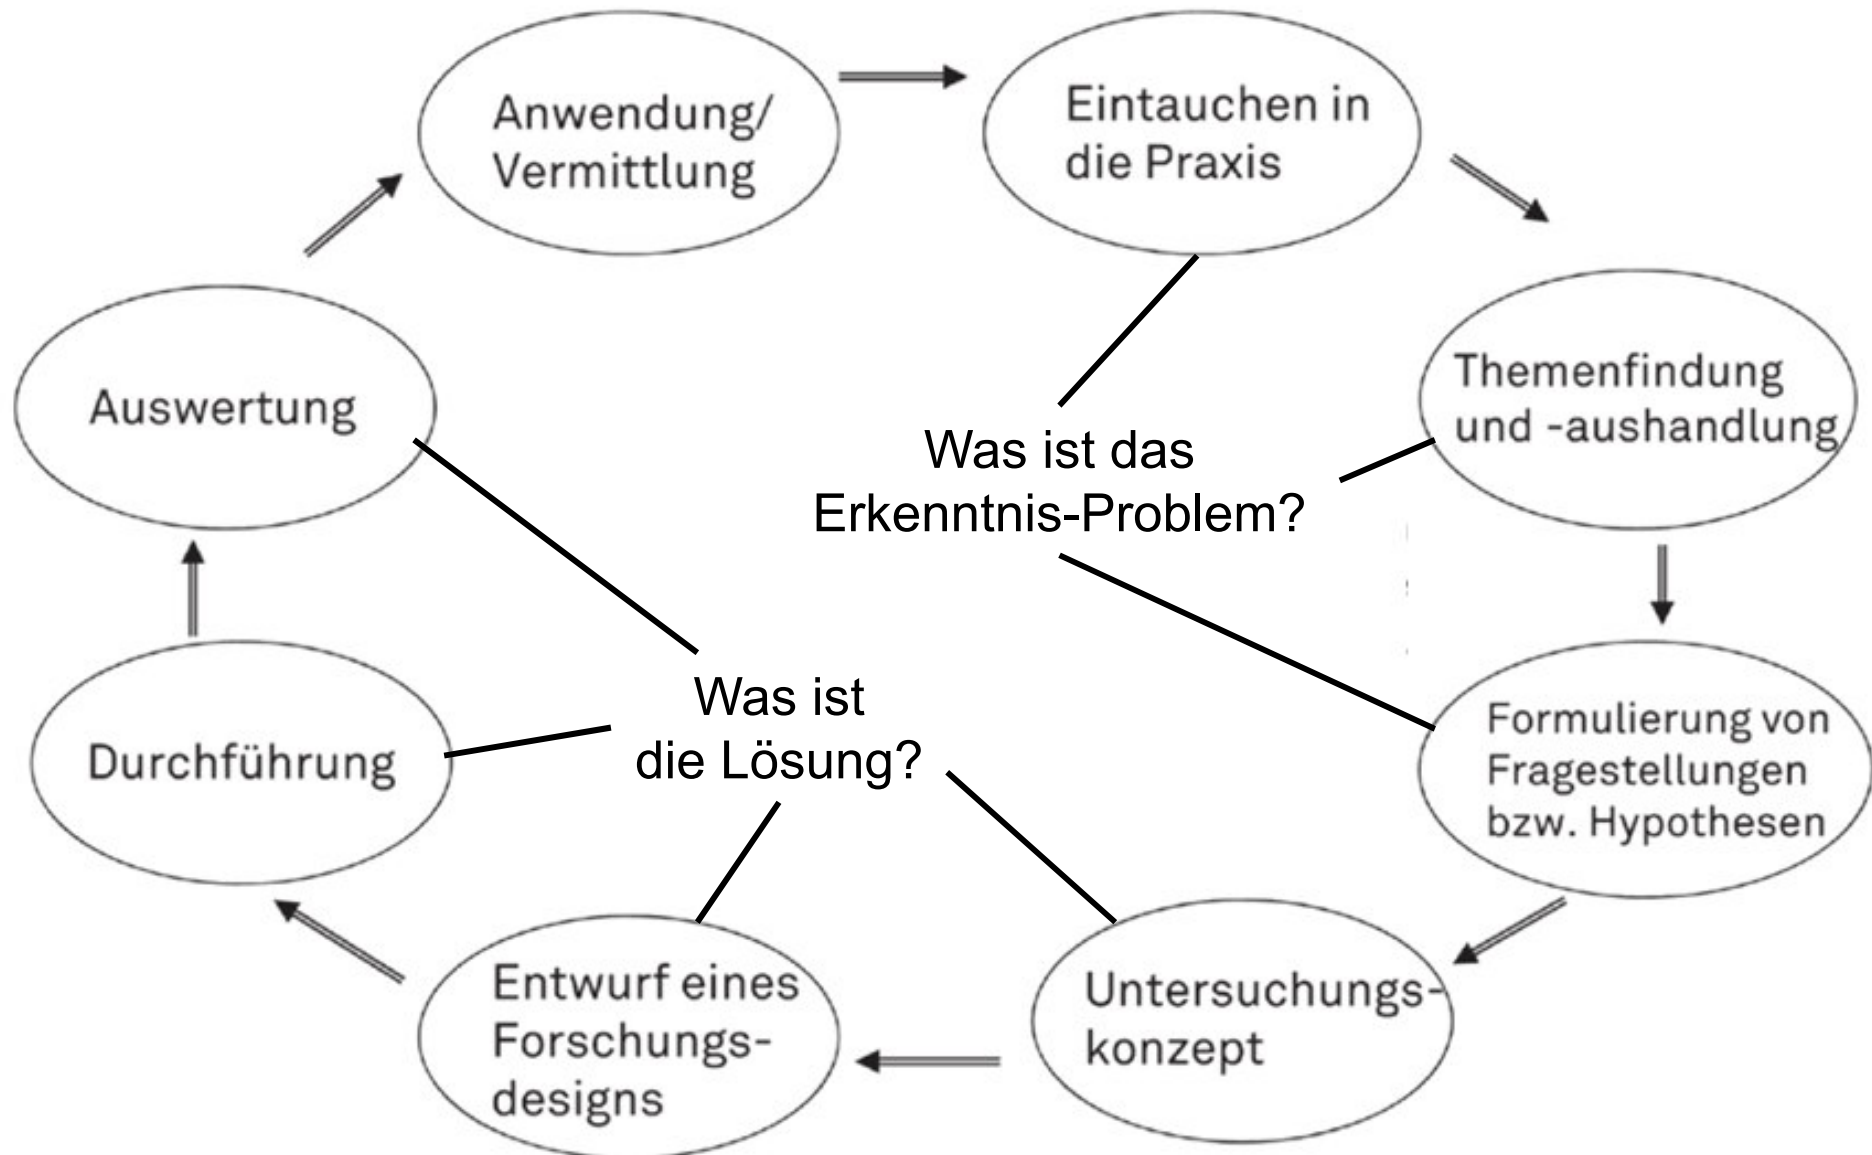 Anwendung/
Vermittlung
Eintauchen in
die Praxis
Themenfindung
und -aushandlung
Auswertung
Was ist das
Erkenntnis-Problem?
Was ist
die Lösung?
Durchführung
Formulierung von
Fragestellungen
bzw. Hypothesen
Entwurf eines
Forschungs-
designs
Untersuchungs-
konzept